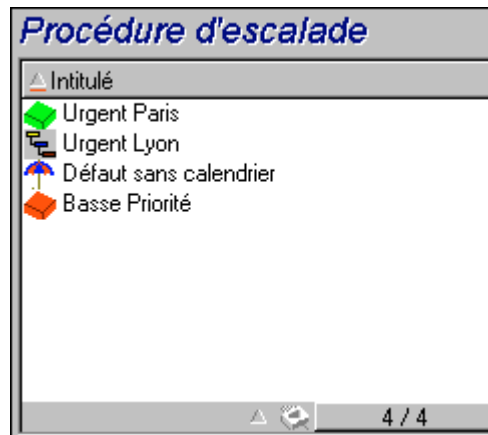 Procédure d'escalade
Intitulé
Urgent Paris
Urgent Lyon
Défaut sans calendrier
Basse Priorité
4 / 4